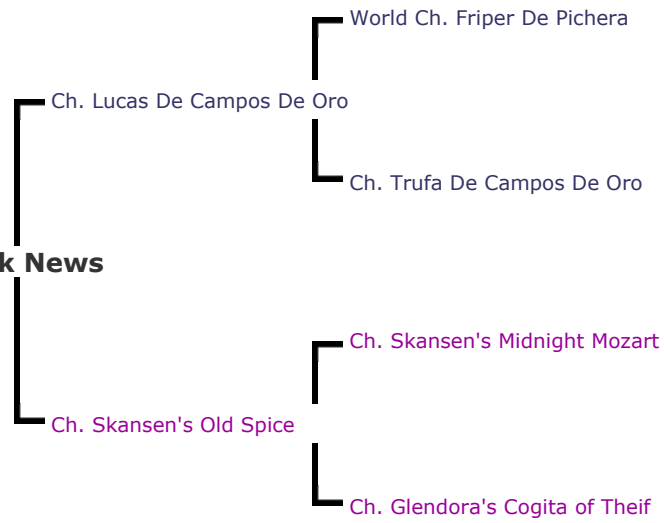 World Ch. Friper De Pichera
Ch. Lucas De Campos De Oro
Ch. Trufa De Campos De Oro
k News
Ch. Skansen's Midnight Mozart
Ch. Skansen's Old Spice
Ch. Glendora's Cogita of Theif